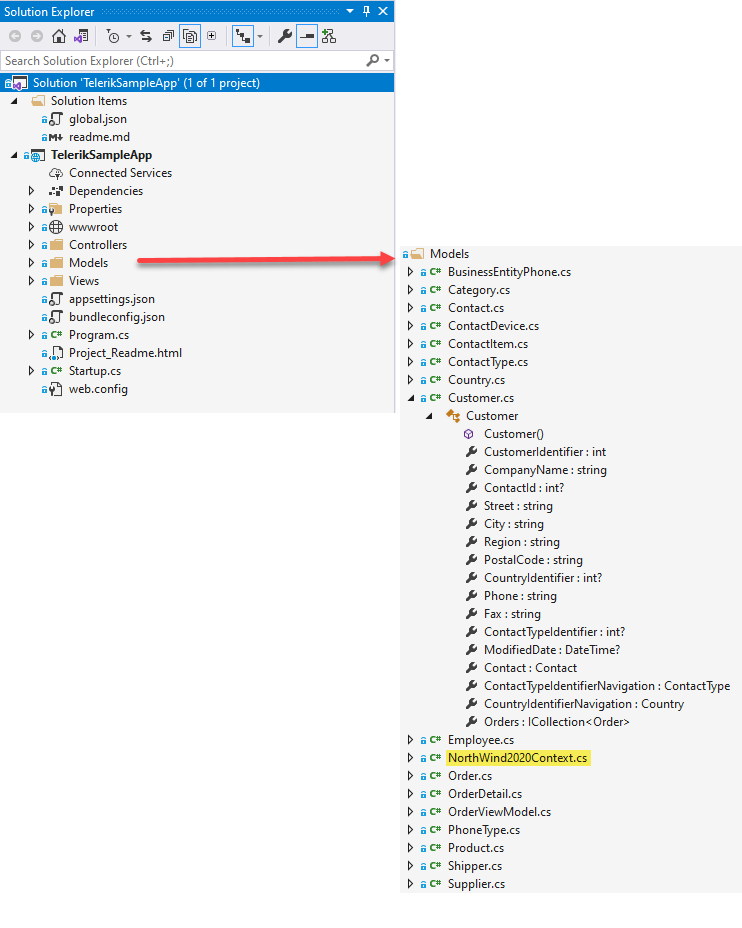 Solution Explorer
Search Solution Explorer (Ctrl+;)
Solution 'TelerikSampleApp' (1 of 1 project)
Solution Items
global.json
readme.md
TelerikSampleApp
Connected Services
Dependencies
Properties
wwwroot
Controllers
Models
Views
appsettings.json
bundleconfig.json
C# Program.cs
Project_Readme.html
C# Startup.cs
web.config
Models
C# BusinessEntityPhone.cs
C# Category.cs
C# Contact.cs
C# ContactDevice.cs
C# ContactItem.cs
C# ContactType.cs
C# Country.cs
C# Customer.cs
Customer
Customer()
CustomerIdentifier : int
CompanyName : string
ContactId : int?
Street : string
City : string
Region : string
PostalCode : string
CountryIdentifier : int?
Phone : string
Fax : string
ContactTypeIdentifier : int?
ModifiedDate : DateTime?
Contact : Contact
ContactTypeIdentifierNavigation : ContactType
CountryIdentifierNavigation : Country
Orders : ICollection<Order>
C# Employee.cs
C# NorthWind2020Context.cs
C# Order.cs
C# OrderDetail.cs
C# OrderViewModel.cs
C# PhoneType.cs
C# Product.cs
C# Shipper.cs
C# Supplier.cs